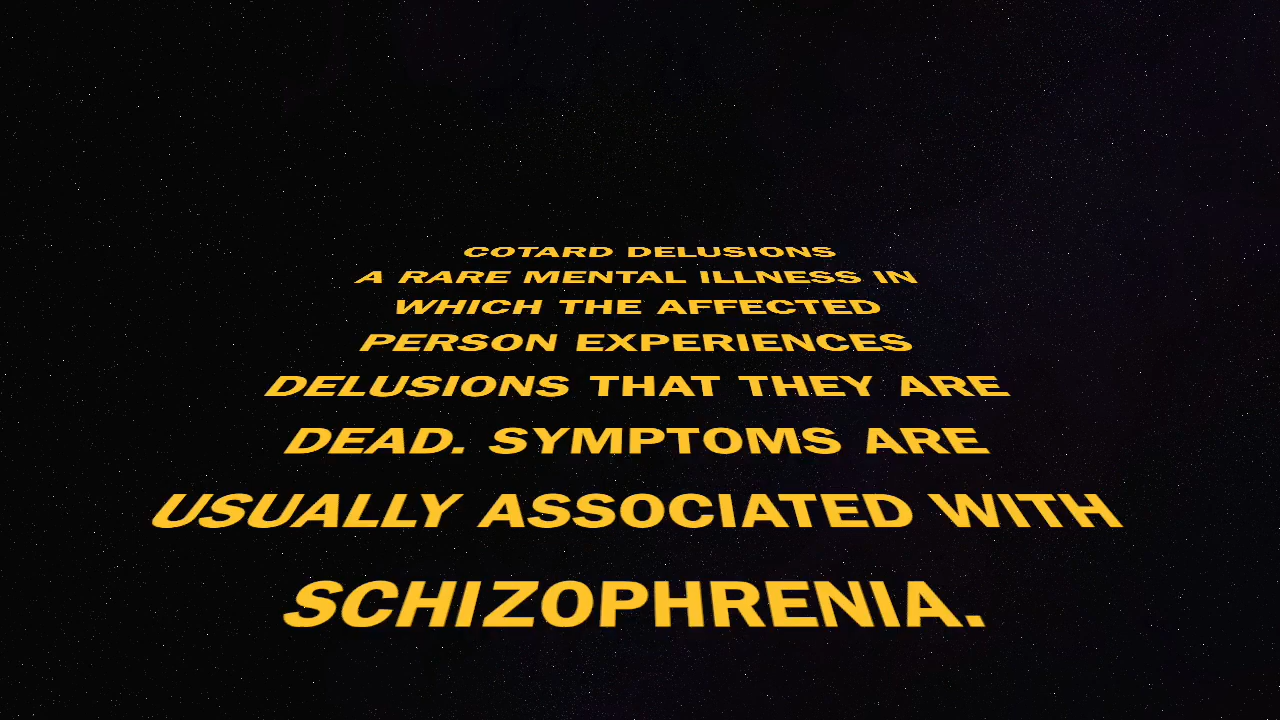 COTARD DELUSIONS
A RARE MENTAL ILLNESS IN
WHICH THE AFFECTED
PERSON EXPERIENCES
DELUSIONS THAT THEY ARE
DEAD. SYMPTOMS ARE
USUALLY ASSOCIATED WITH
SCHIZOPHRENIA.